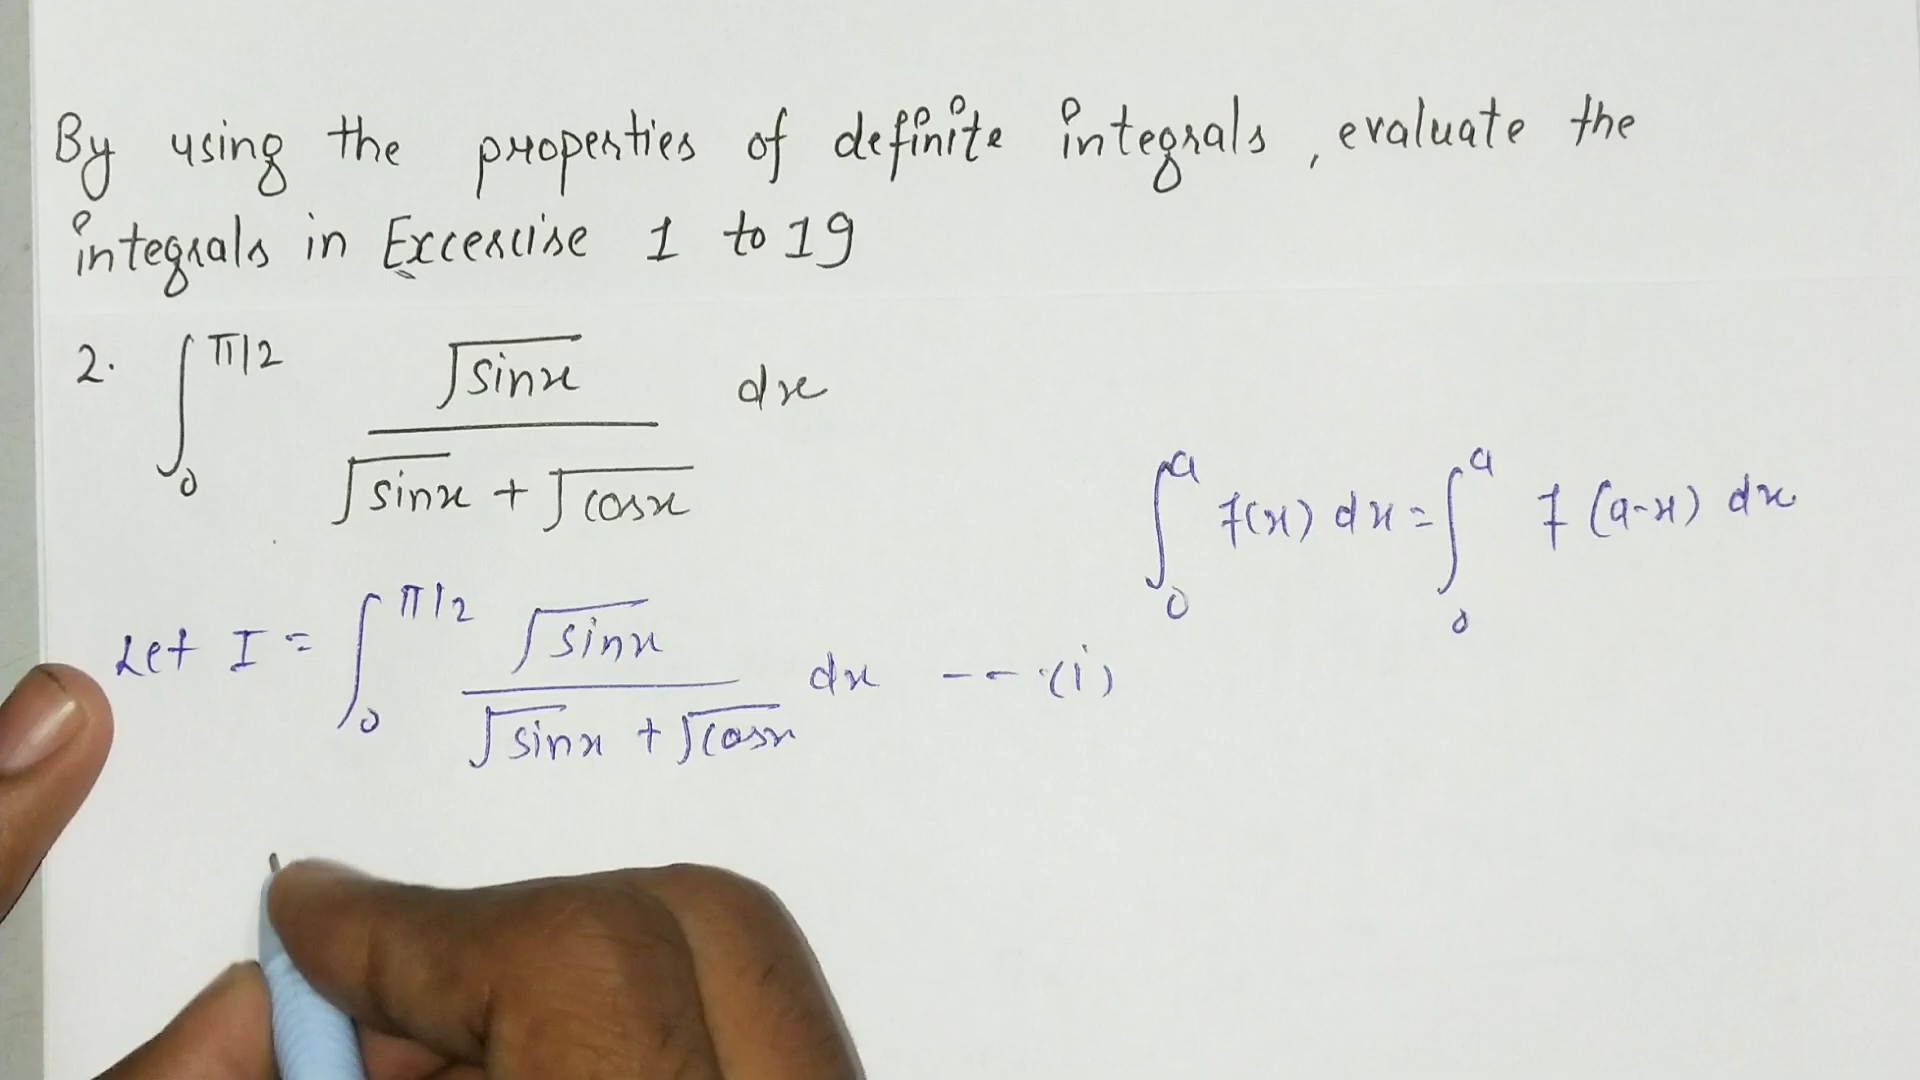 By using the properties of definite integrals, evaluate the
integrals in Excercise 1 to 19
2. ∫₀^π/2 √sinx / (√sinx + √cosx) dx
∫₀^a f(x) dx = ∫₀^a f(a-x) dx
Let I = ∫₀^π/2 √sinx / (√sinx + √cosx) dx --- (i)